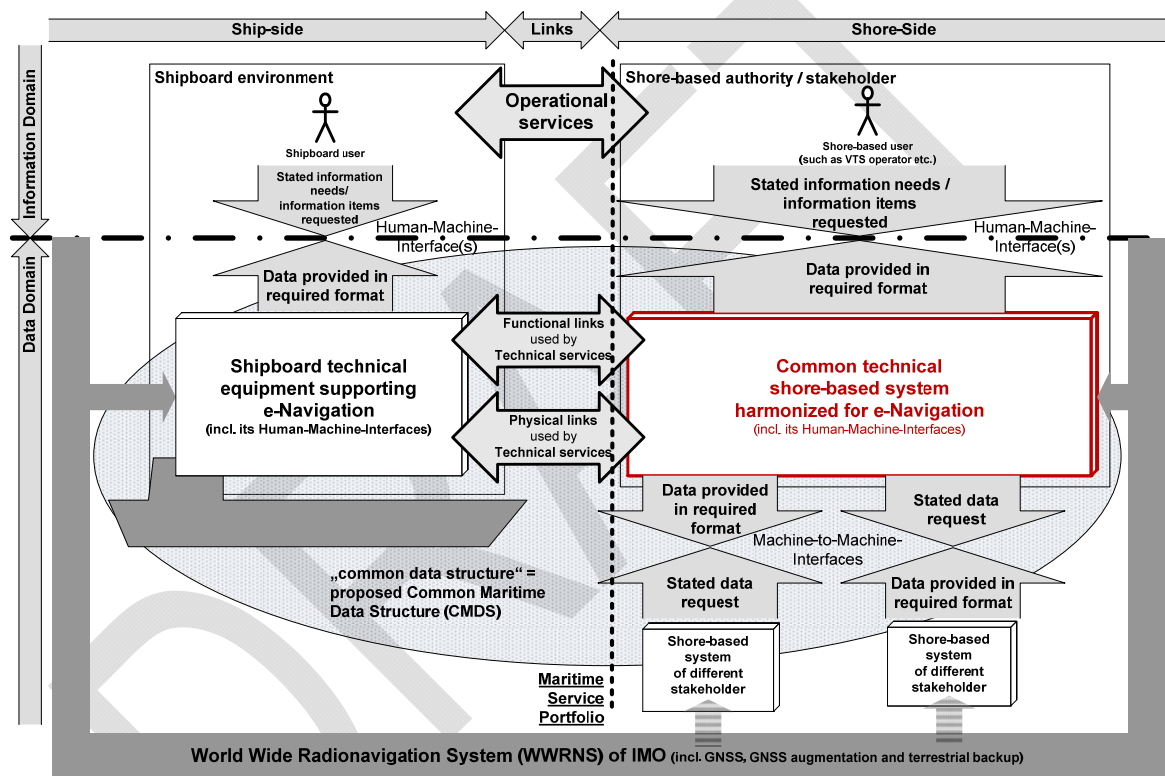 Ship-side
Links
Shore-Side
Information Domain
Data Domain
Shipboard environment
Shore-based authority / stakeholder
Operational
services
Shipboard user
Shore-based user
(such as VTS operator etc.)
Stated information
needs/
information items
requested
Stated information needs /
information items
requested
Human-Machine-
Interface(s)
Human-Machine-
Interface(s)
Data provided in
required format
Data provided in
required format
Functional links
used by
Technical services
Shipboard technical
equipment supporting
e-Navigation
(incl. its Human-Machine-Interfaces)
Common technical
shore-based system
harmonized for e-Navigation
(incl. its Human-Machine-Interfaces)
Physical links
used by
Technical services
Data provided
in required
format
Stated data
request
Machine-to-Machine-
Interfaces
Stated data
request
Data provided
in required format
„common data structure“ =
proposed Common Maritime
Data Structure (CMDS)
Shore-based
system
of different
stakeholder
Shore-based
system
of different
stakeholder
Maritime
Service
Portfolio
World Wide Radionavigation System (WWRNS) of IMO (incl. GNSS, GNSS augmentation and terrestrial backup)
DRAFT